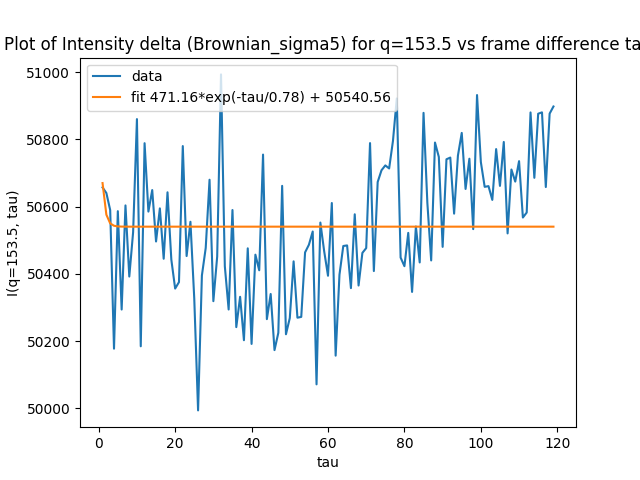 Plot of Intensity delta (Brownian_sigma5) for q=153.5 vs frame difference ta
data
fit 471.16*exp(-tau/0.78) + 50540.56
I(q=153.5, tau)
51000
50800
50600
50400
50200
50000
0 20 40 60 80 100 120
tau